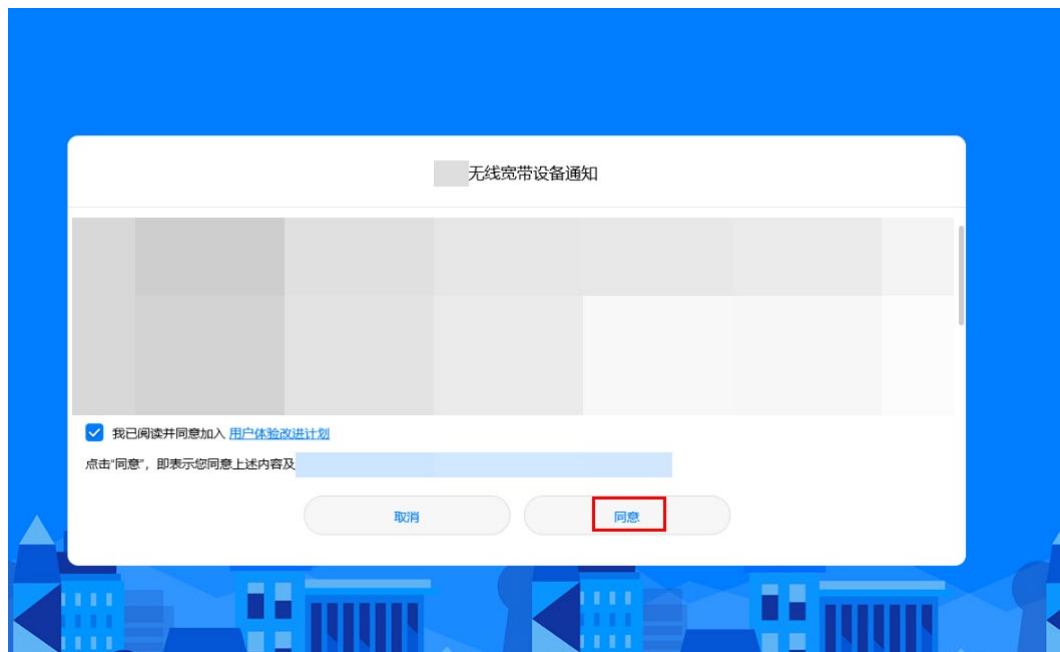 无线宽带设备通知
我已阅读并同意加入 用户体验改进计划
点击“同意”，即表示您同意上述内容及
取消
同意